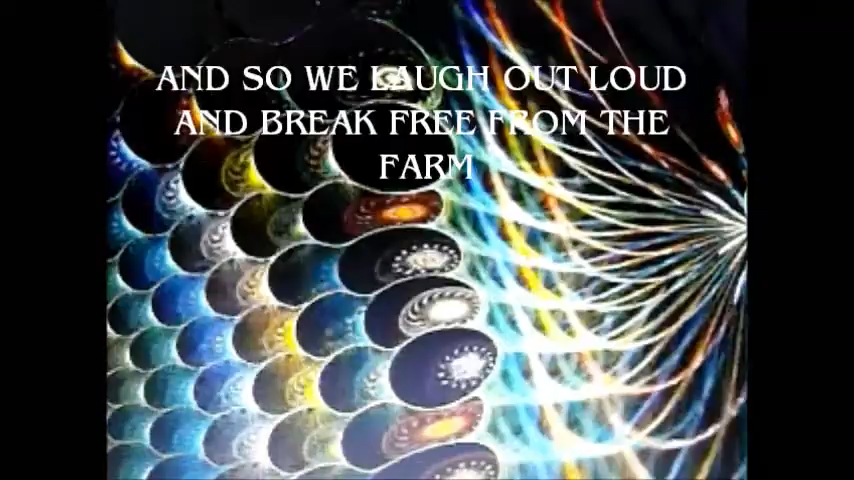 AND SO WE LAUGH OUT LOUD
AND BREAK FREE FROM THE
FARM